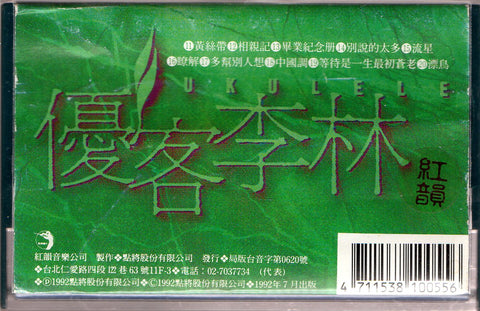 ⑪黃絲帶⑫相親記⑬畢業紀念册⑭別說的太多⑮流星
⑯瞭解⑰多幫別人想⑱中國調⑲等待是一生最初蒼老⑳漂鳥
UKULELE
優客李林
紅韻
紅韻音樂公司 製作✦點將股份有限公司 發行✦局版台音字第0620號
✦台北仁愛路四段122巷63號11F-3✦電話：02-7037734（代表）
✦Ⓟ1992點將股份有限公司✦Ⓒ1992點將股份有限公司✦1992年7月出版
4 711538 100556